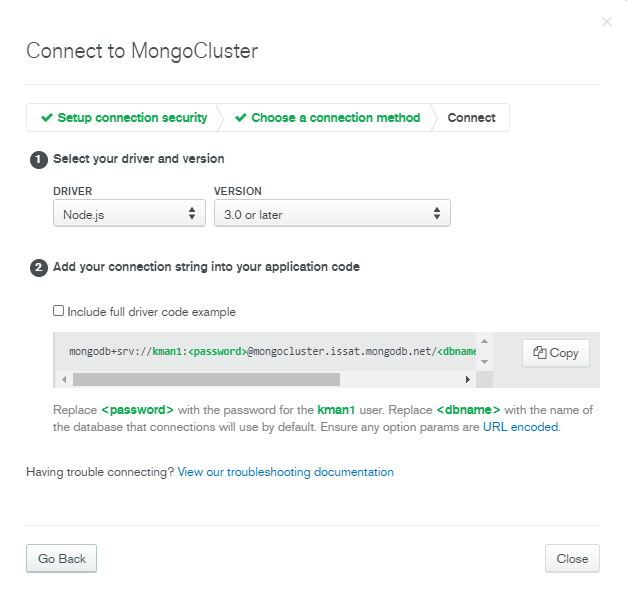 Connect to MongoCluster
Setup connection security Choose a connection method Connect
1 Select your driver and version
DRIVER VERSION
Node.js 3.0 or later
2 Add your connection string into your application code
Include full driver code example
mongodb+srv://kman1:<password>@mongocluster.issat.mongodb.net/<dbname
Copy
Replace <password> with the password for the kman1 user. Replace <dbname> with the name of
the database that connections will use by default. Ensure any option params are URL encoded.
Having trouble connecting? View our troubleshooting documentation
Go Back Close